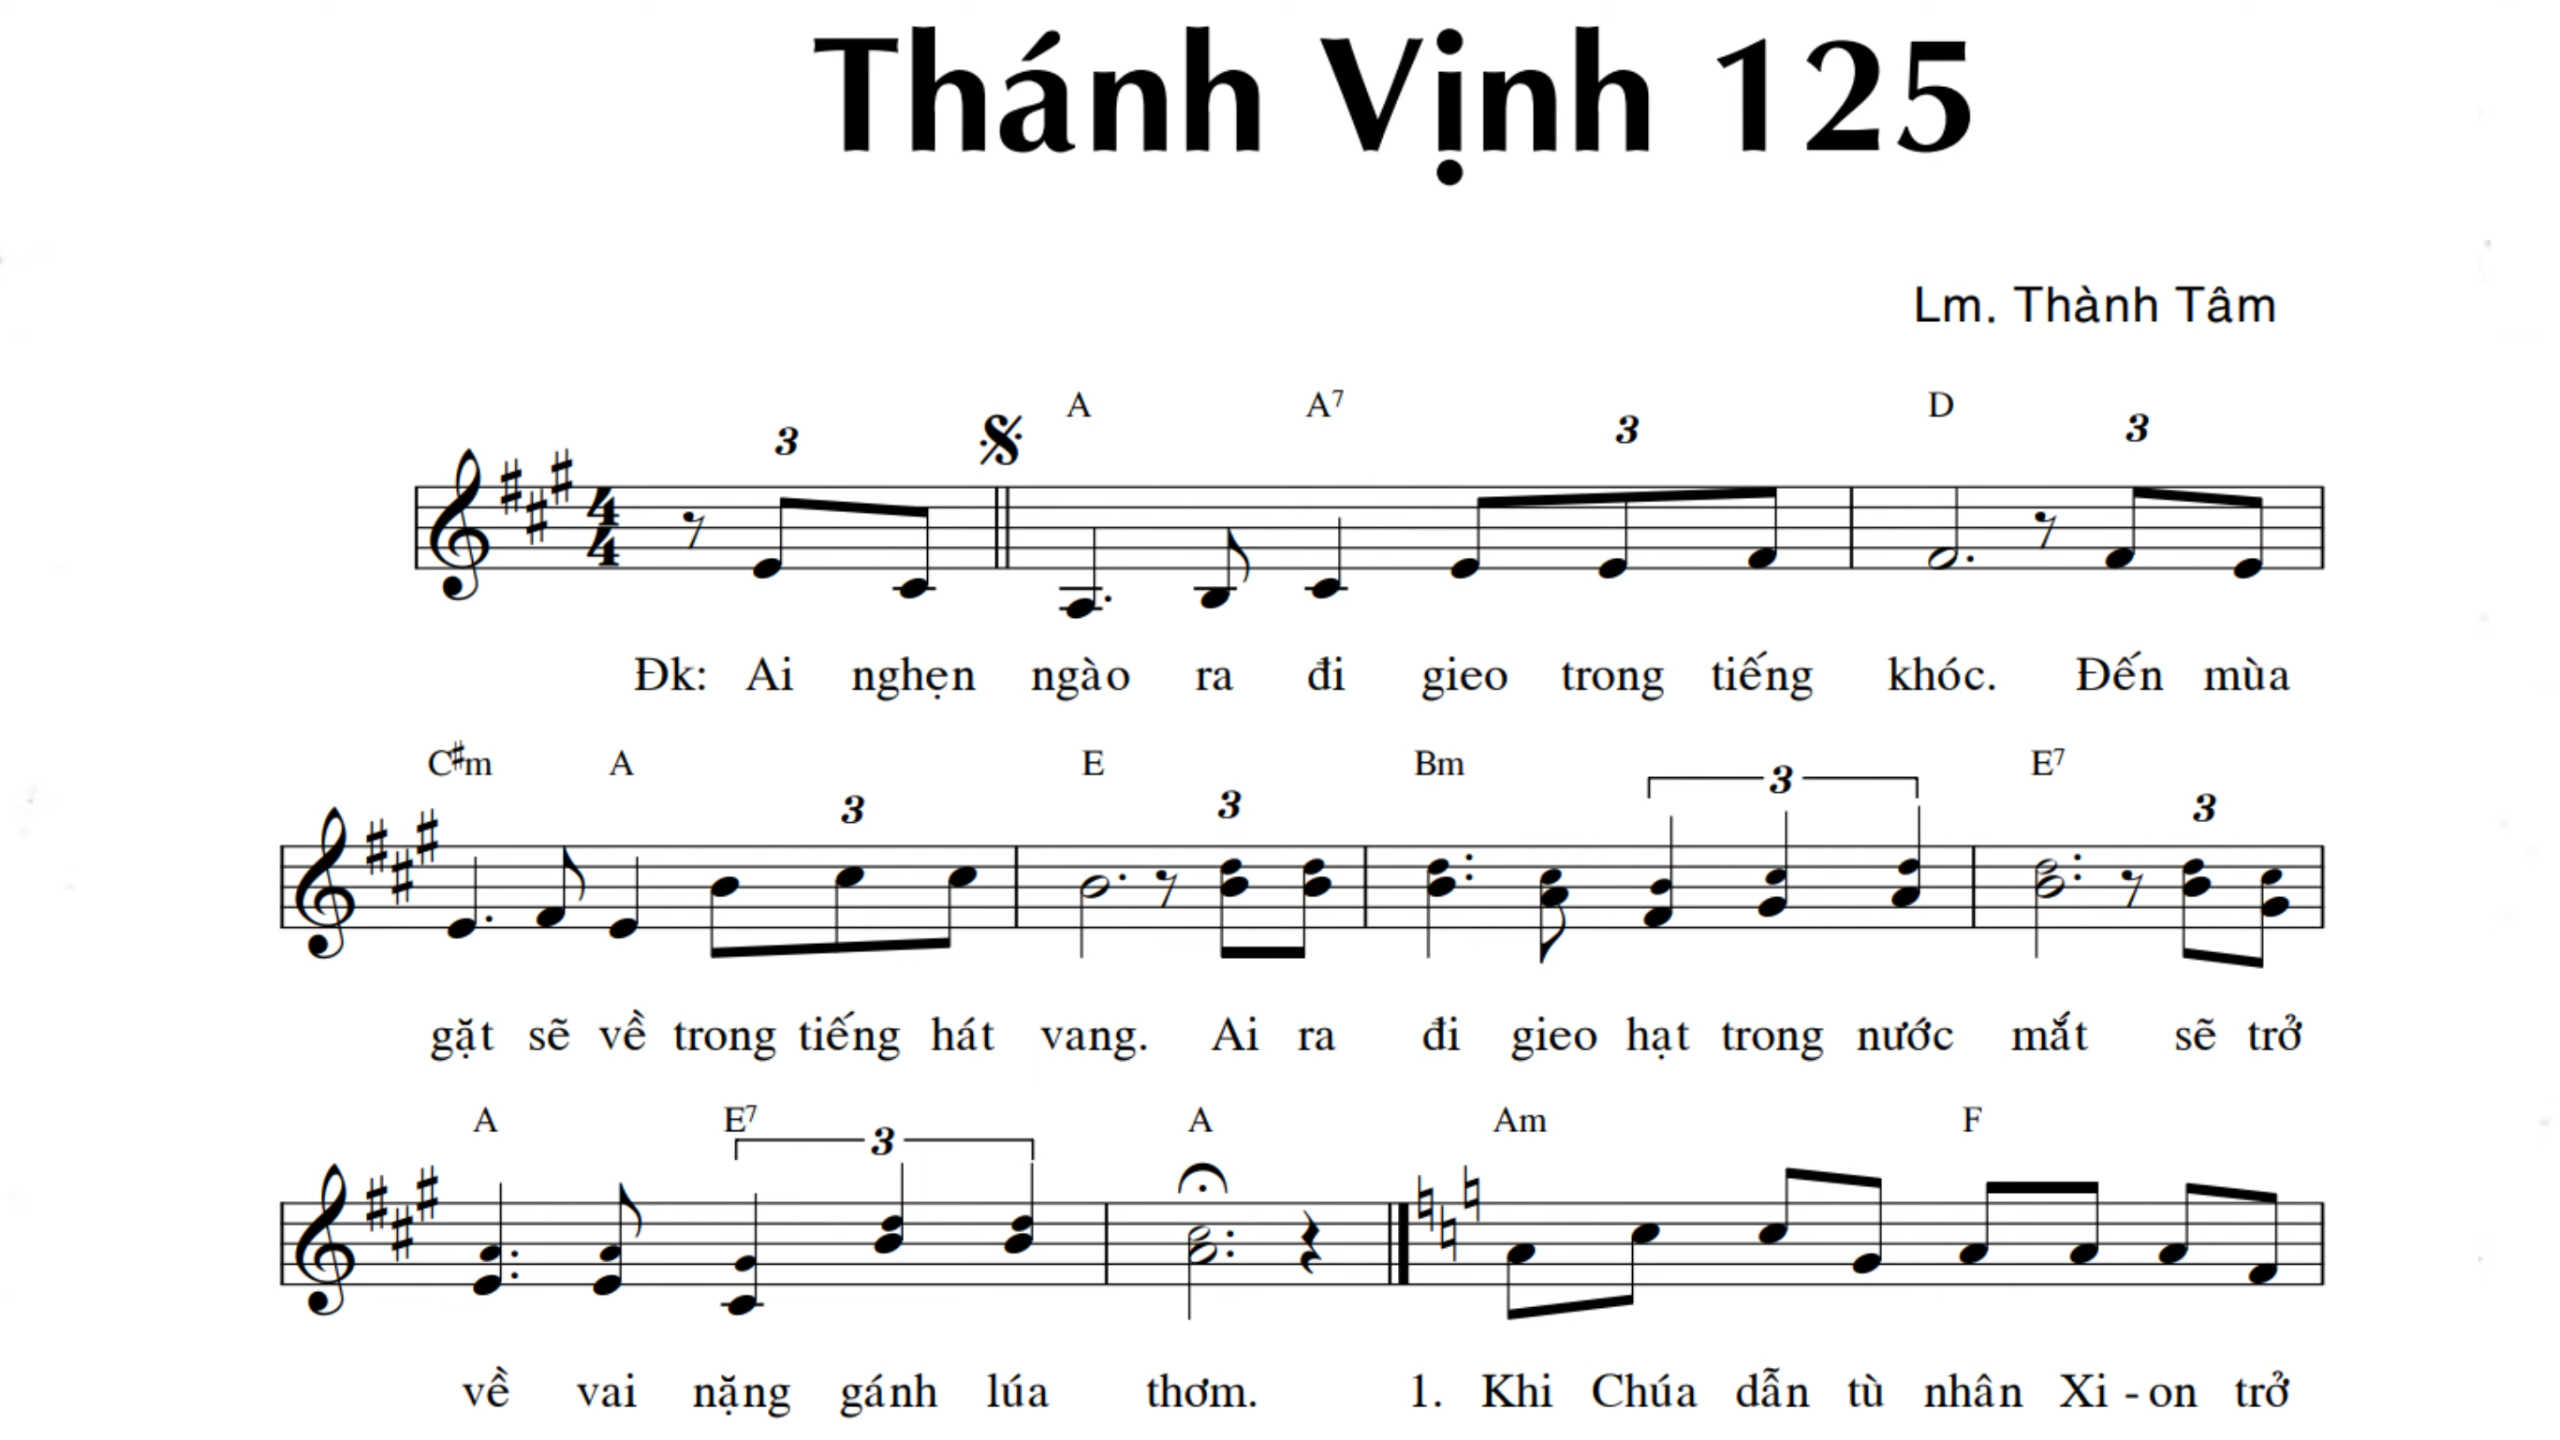 Thánh Vịnh 125
Lm. Thành Tâm
3 A A7 3 D 3
Đk: Ai nghẹn ngào ra đi gieo trong tiếng khóc. Đến mùa
C♯m A 3 E 3 Bm 3 E7 3
gặt sẽ về trong tiếng hát vang. Ai ra đi gieo hạt trong nước mắt sẽ trở
A E7 3 A Am F
về vai nặng gánh lúa thơm. 1. Khi Chúa dẫn tù nhân Xi - on trở